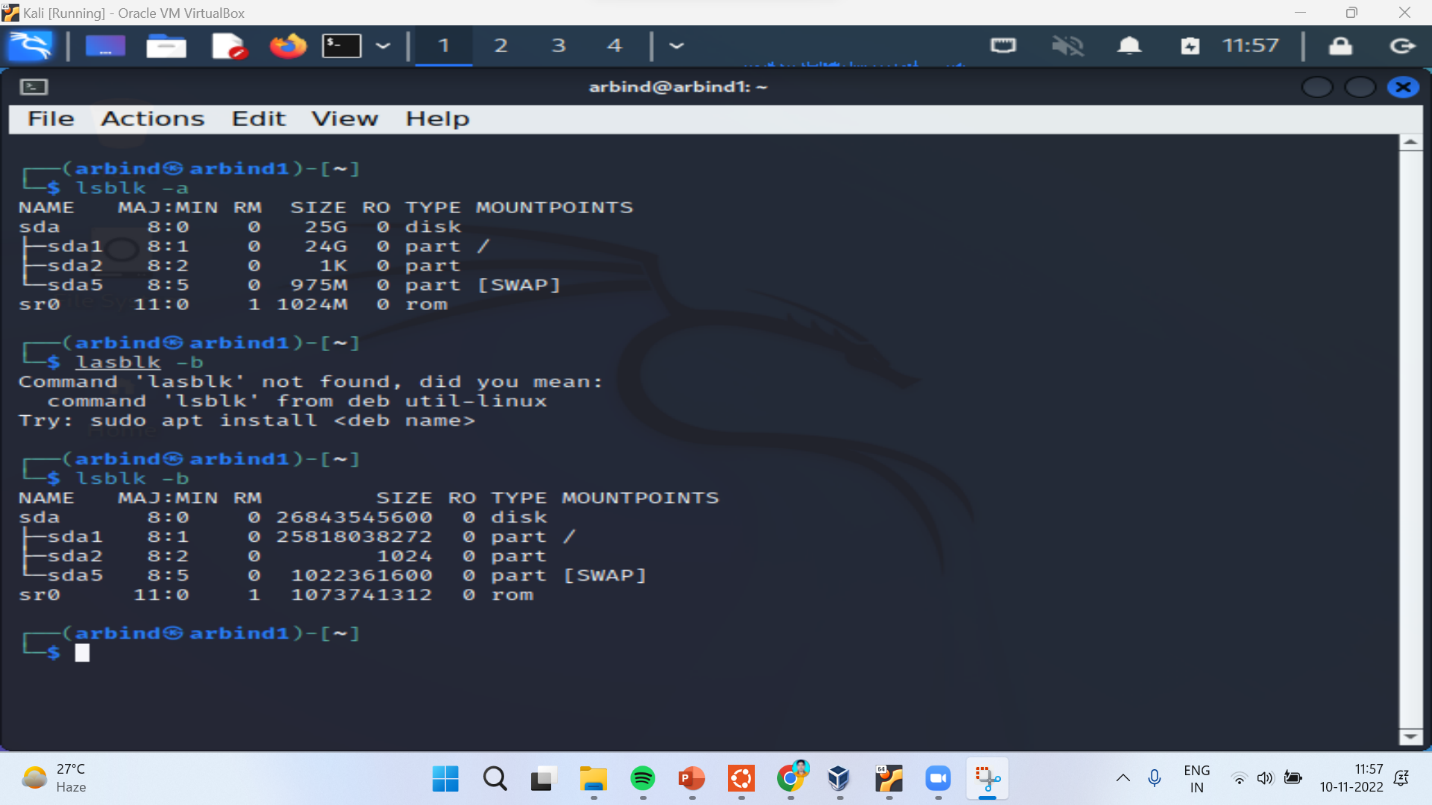 Kali [Running] - Oracle VM VirtualBox
1 2 3 4 11:57
arbind@arbind1: ~
File Actions Edit View Help
┌──(arbind㉿arbind1)-[~]
└─$ lsblk -a
NAME   MAJ:MIN RM  SIZE RO TYPE MOUNTPOINTS
sda      8:0    0   25G  0 disk
├─sda1   8:1    0   24G  0 part /
├─sda2   8:2    0    1K  0 part
└─sda5   8:5    0  975M  0 part [SWAP]
sr0     11:0    1 1024M  0 rom
┌──(arbind㉿arbind1)-[~]
└─$ lasblk -b
Command 'lasblk' not found, did you mean:
  command 'lsblk' from deb util-linux
Try: sudo apt install <deb name>
┌──(arbind㉿arbind1)-[~]
└─$ lsblk -b
NAME   MAJ:MIN RM        SIZE RO TYPE MOUNTPOINTS
sda      8:0    0 26843545600  0 disk
├─sda1   8:1    0 25818038272  0 part /
├─sda2   8:2    0        1024  0 part
└─sda5   8:5    0  1022361600  0 part [SWAP]
sr0     11:0    1  1073741312  0 rom
┌──(arbind㉿arbind1)-[~]
└─$
27°C
Haze
ENG
IN
11:57
10-11-2022